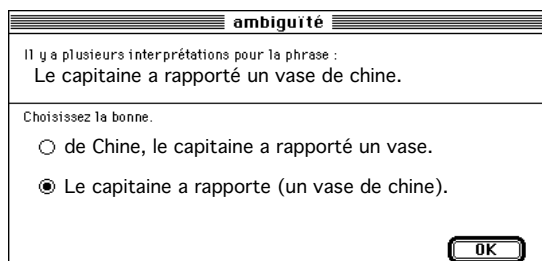 ambiguïté
Il y a plusieurs interprétations pour la phrase :
Le capitaine a rapporté un vase de chine.
Choisissez la bonne.
de Chine, le capitaine a rapporté un vase.
Le capitaine a rapporte (un vase de chine).
OK